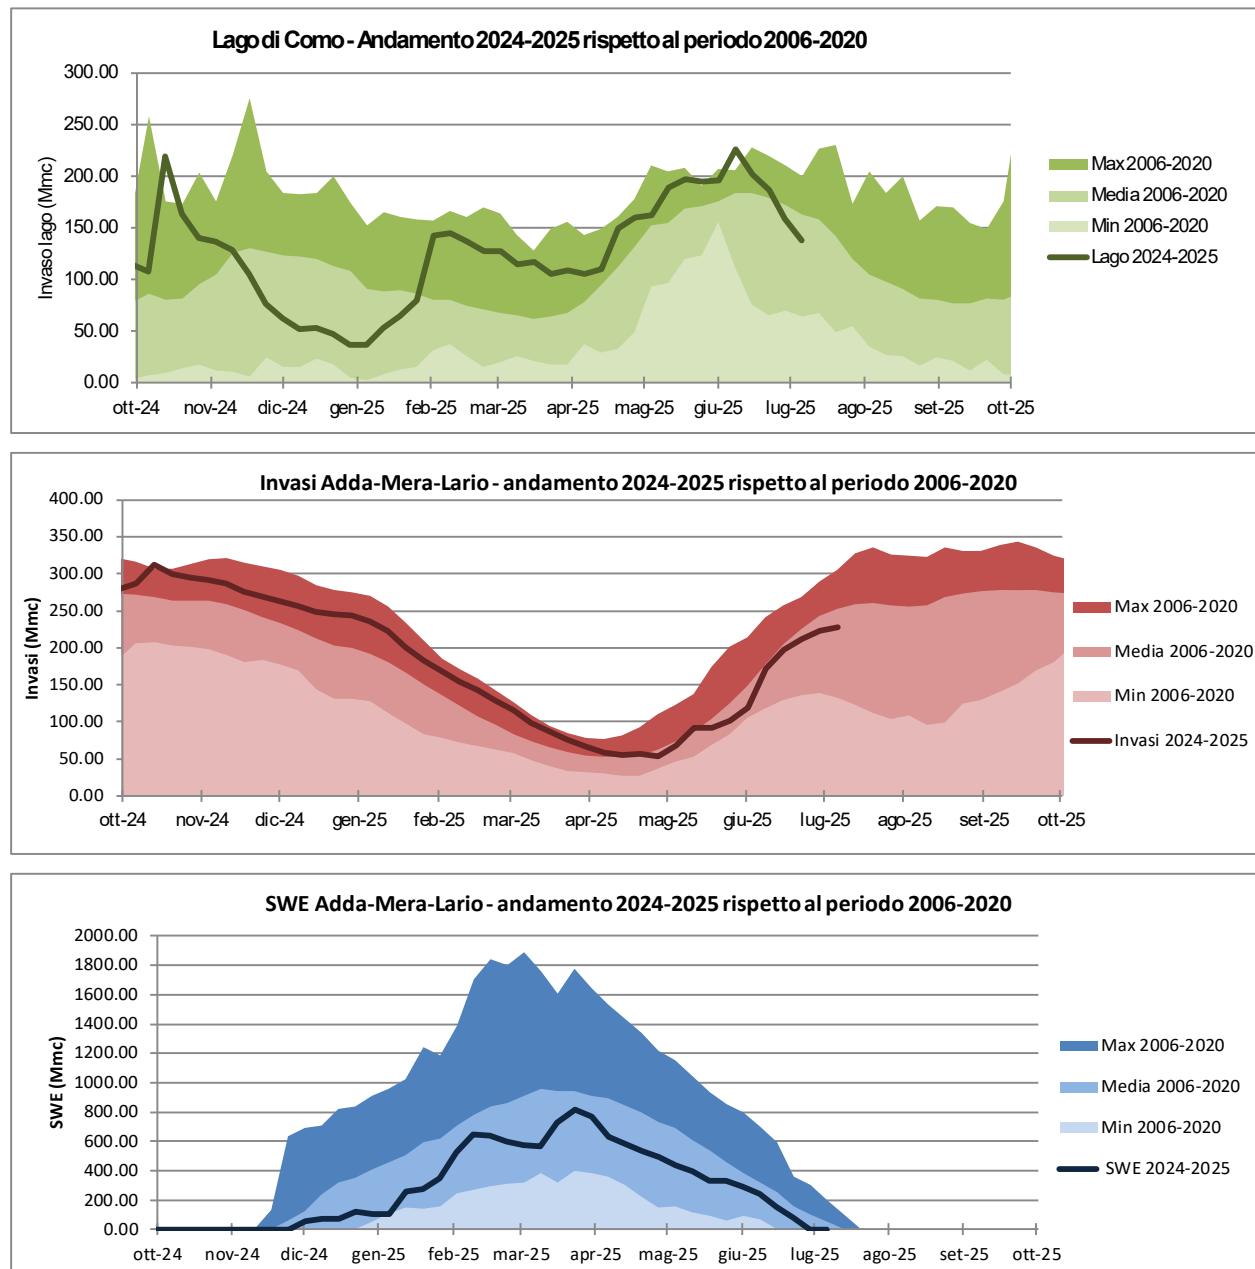 Lago di Como - Andamento 2024-2025 rispetto al periodo 2006-2020
300.00
250.00
200.00
150.00
100.00
50.00
0.00
Invaso lago (Mmc)
ott-24 nov-24 dic-24 gen-25 feb-25 mar-25 apr-25 mag-25 giu-25 lug-25 ago-25 set-25 ott-25
Max 2006-2020
Media 2006-2020
Min 2006-2020
Lago 2024-2025
Invasi Adda-Mera-Lario - andamento 2024-2025 rispetto al periodo 2006-2020
400.00
350.00
300.00
250.00
200.00
150.00
100.00
50.00
0.00
Invasi (Mmc)
ott-24 nov-24 dic-24 gen-25 feb-25 mar-25 apr-25 mag-25 giu-25 lug-25 ago-25 set-25 ott-25
Max 2006-2020
Media 2006-2020
Min 2006-2020
Invasi 2024-2025
SWE Adda-Mera-Lario - andamento 2024-2025 rispetto al periodo 2006-2020
2000.00
1800.00
1600.00
1400.00
1200.00
1000.00
800.00
600.00
400.00
200.00
0.00
SWE (Mmc)
ott-24 nov-24 dic-24 gen-25 feb-25 mar-25 apr-25 mag-25 giu-25 lug-25 ago-25 set-25 ott-25
Max 2006-2020
Media 2006-2020
Min 2006-2020
SWE 2024-2025